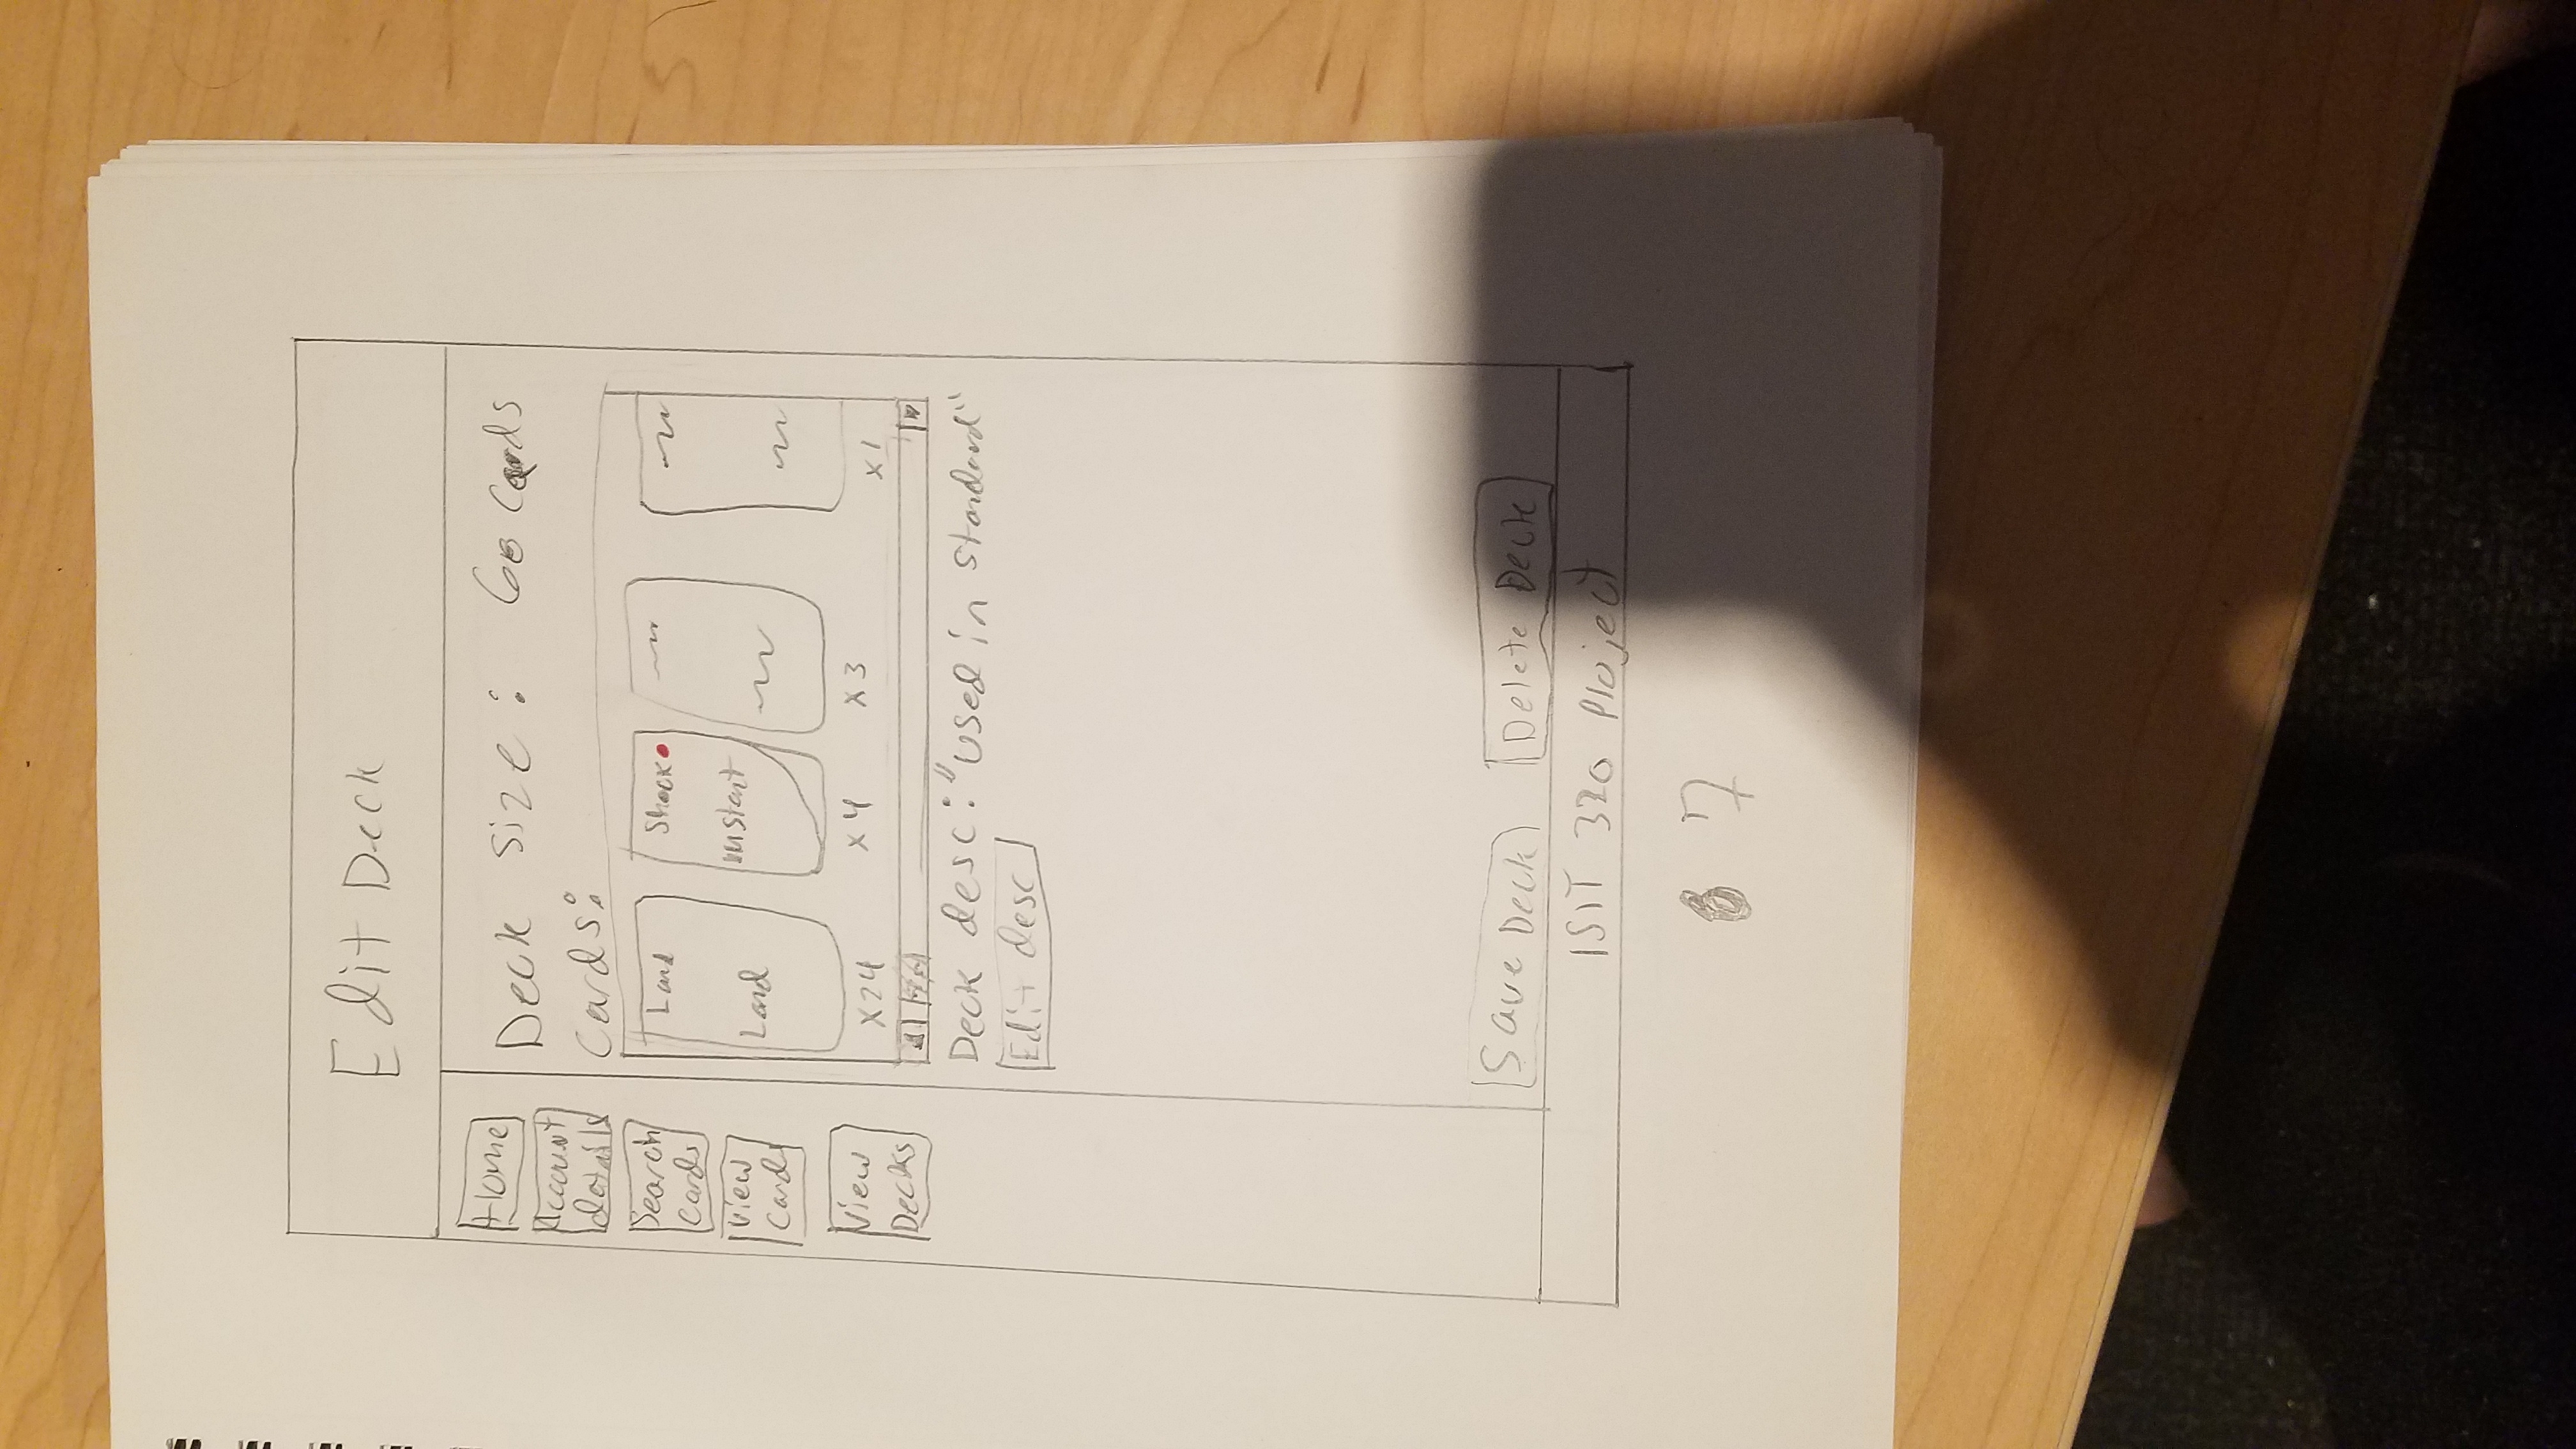 Edit Deck
Home
Account
details
Search
Cards
View
Cards
View
Decks
Deck size: 60 Cards
Cards:
Land
Land
x24
Shock
instant
x4
x3
x1
Deck desc: "used in standard"
Edit desc
Save Deck
Delete Deck
ISIT 320 Project
7